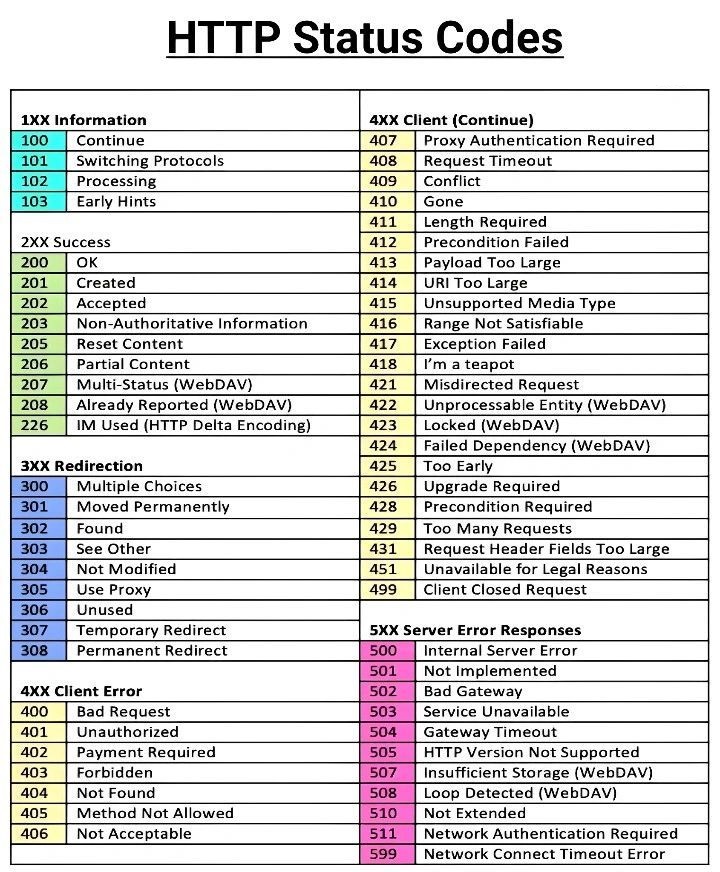 HTTP Status Codes
1XX Information
100 Continue
101 Switching Protocols
102 Processing
103 Early Hints
2XX Success
200 OK
201 Created
202 Accepted
203 Non-Authoritative Information
205 Reset Content
206 Partial Content
207 Multi-Status (WebDAV)
208 Already Reported (WebDAV)
226 IM Used (HTTP Delta Encoding)
3XX Redirection
300 Multiple Choices
301 Moved Permanently
302 Found
303 See Other
304 Not Modified
305 Use Proxy
306 Unused
307 Temporary Redirect
308 Permanent Redirect
4XX Client Error
400 Bad Request
401 Unauthorized
402 Payment Required
403 Forbidden
404 Not Found
405 Method Not Allowed
406 Not Acceptable
4XX Client (Continue)
407 Proxy Authentication Required
408 Request Timeout
409 Conflict
410 Gone
411 Length Required
412 Precondition Failed
413 Payload Too Large
414 URI Too Large
415 Unsupported Media Type
416 Range Not Satisfiable
417 Exception Failed
418 I'm a teapot
421 Misdirected Request
422 Unprocessable Entity (WebDAV)
423 Locked (WebDAV)
424 Failed Dependency (WebDAV)
425 Too Early
426 Upgrade Required
428 Precondition Required
429 Too Many Requests
431 Request Header Fields Too Large
451 Unavailable for Legal Reasons
499 Client Closed Request
5XX Server Error Responses
500 Internal Server Error
501 Not Implemented
502 Bad Gateway
503 Service Unavailable
504 Gateway Timeout
505 HTTP Version Not Supported
507 Insufficient Storage (WebDAV)
508 Loop Detected (WebDAV)
510 Not Extended
511 Network Authentication Required
599 Network Connect Timeout Error